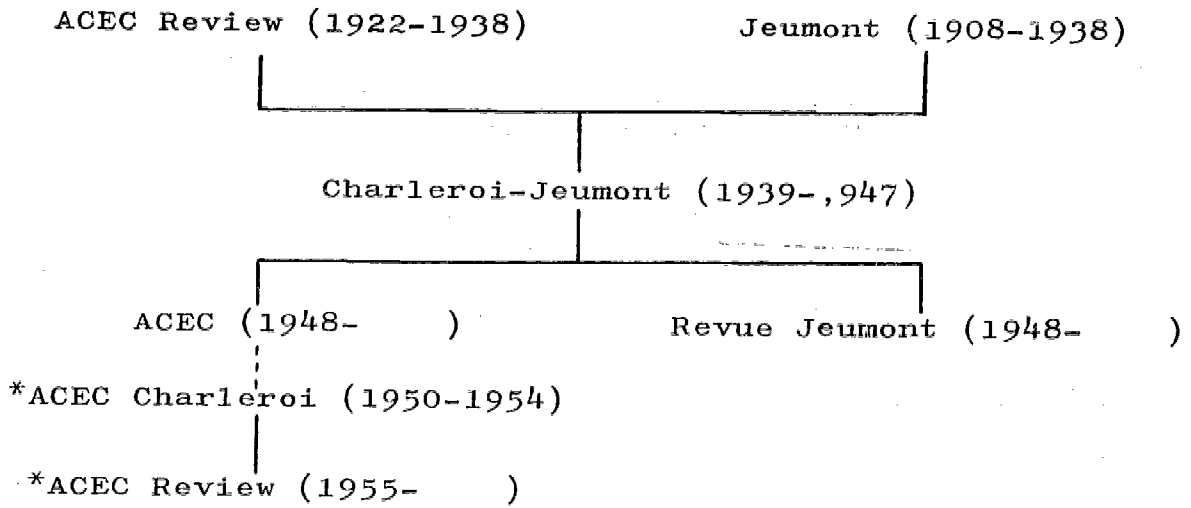 ACEC Review (1922-1938) Jeumont (1908-1938)
Charleroi-Jeumont (1939-,947)
ACEC (1948- ) Revue Jeumont (1948- )
*ACEC Charleroi (1950-1954)
*ACEC Review (1955- )